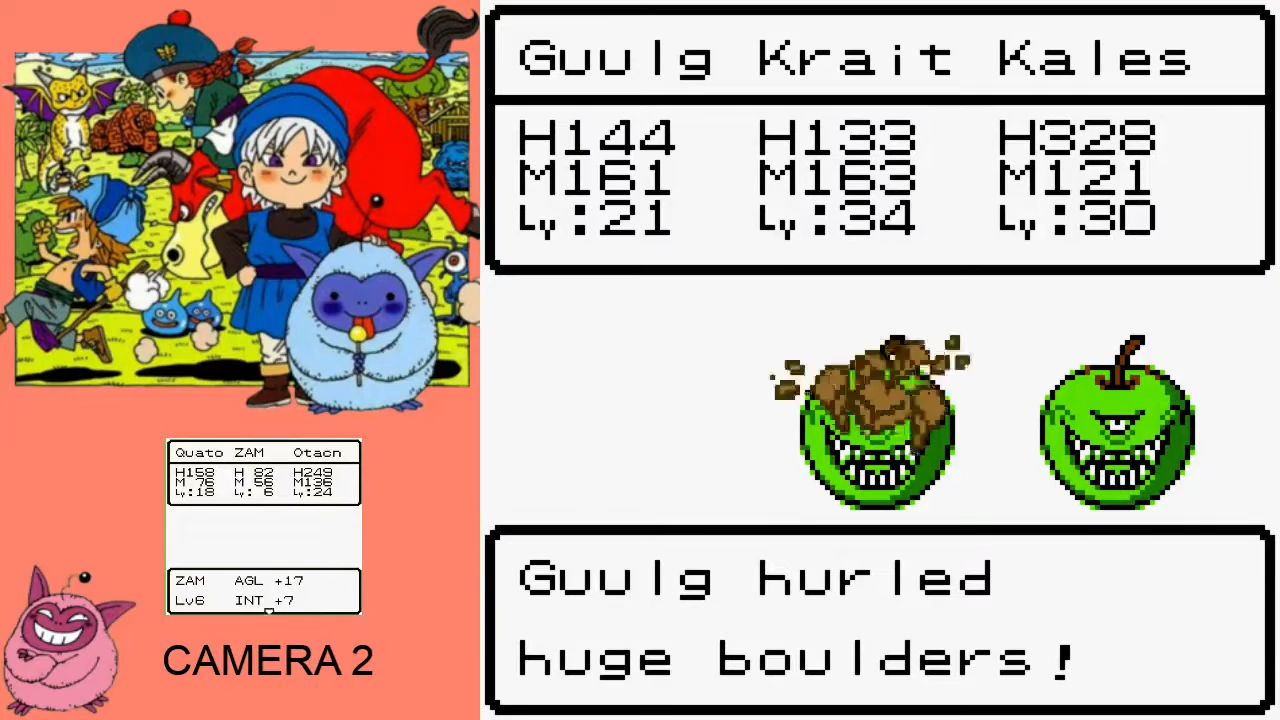 Guulg Krait Kales
H144 H133 H328
M161 M163 M121
Lv:21 Lv:34 Lv:30
Guulg hurled
huge boulders!
Quato ZAM Otacn
H158 H 82 H249
M 76 M 56 M136
Lv:18 Lv: 6 Lv:24
ZAM AGL +17
Lv6 INT +7
CAMERA 2